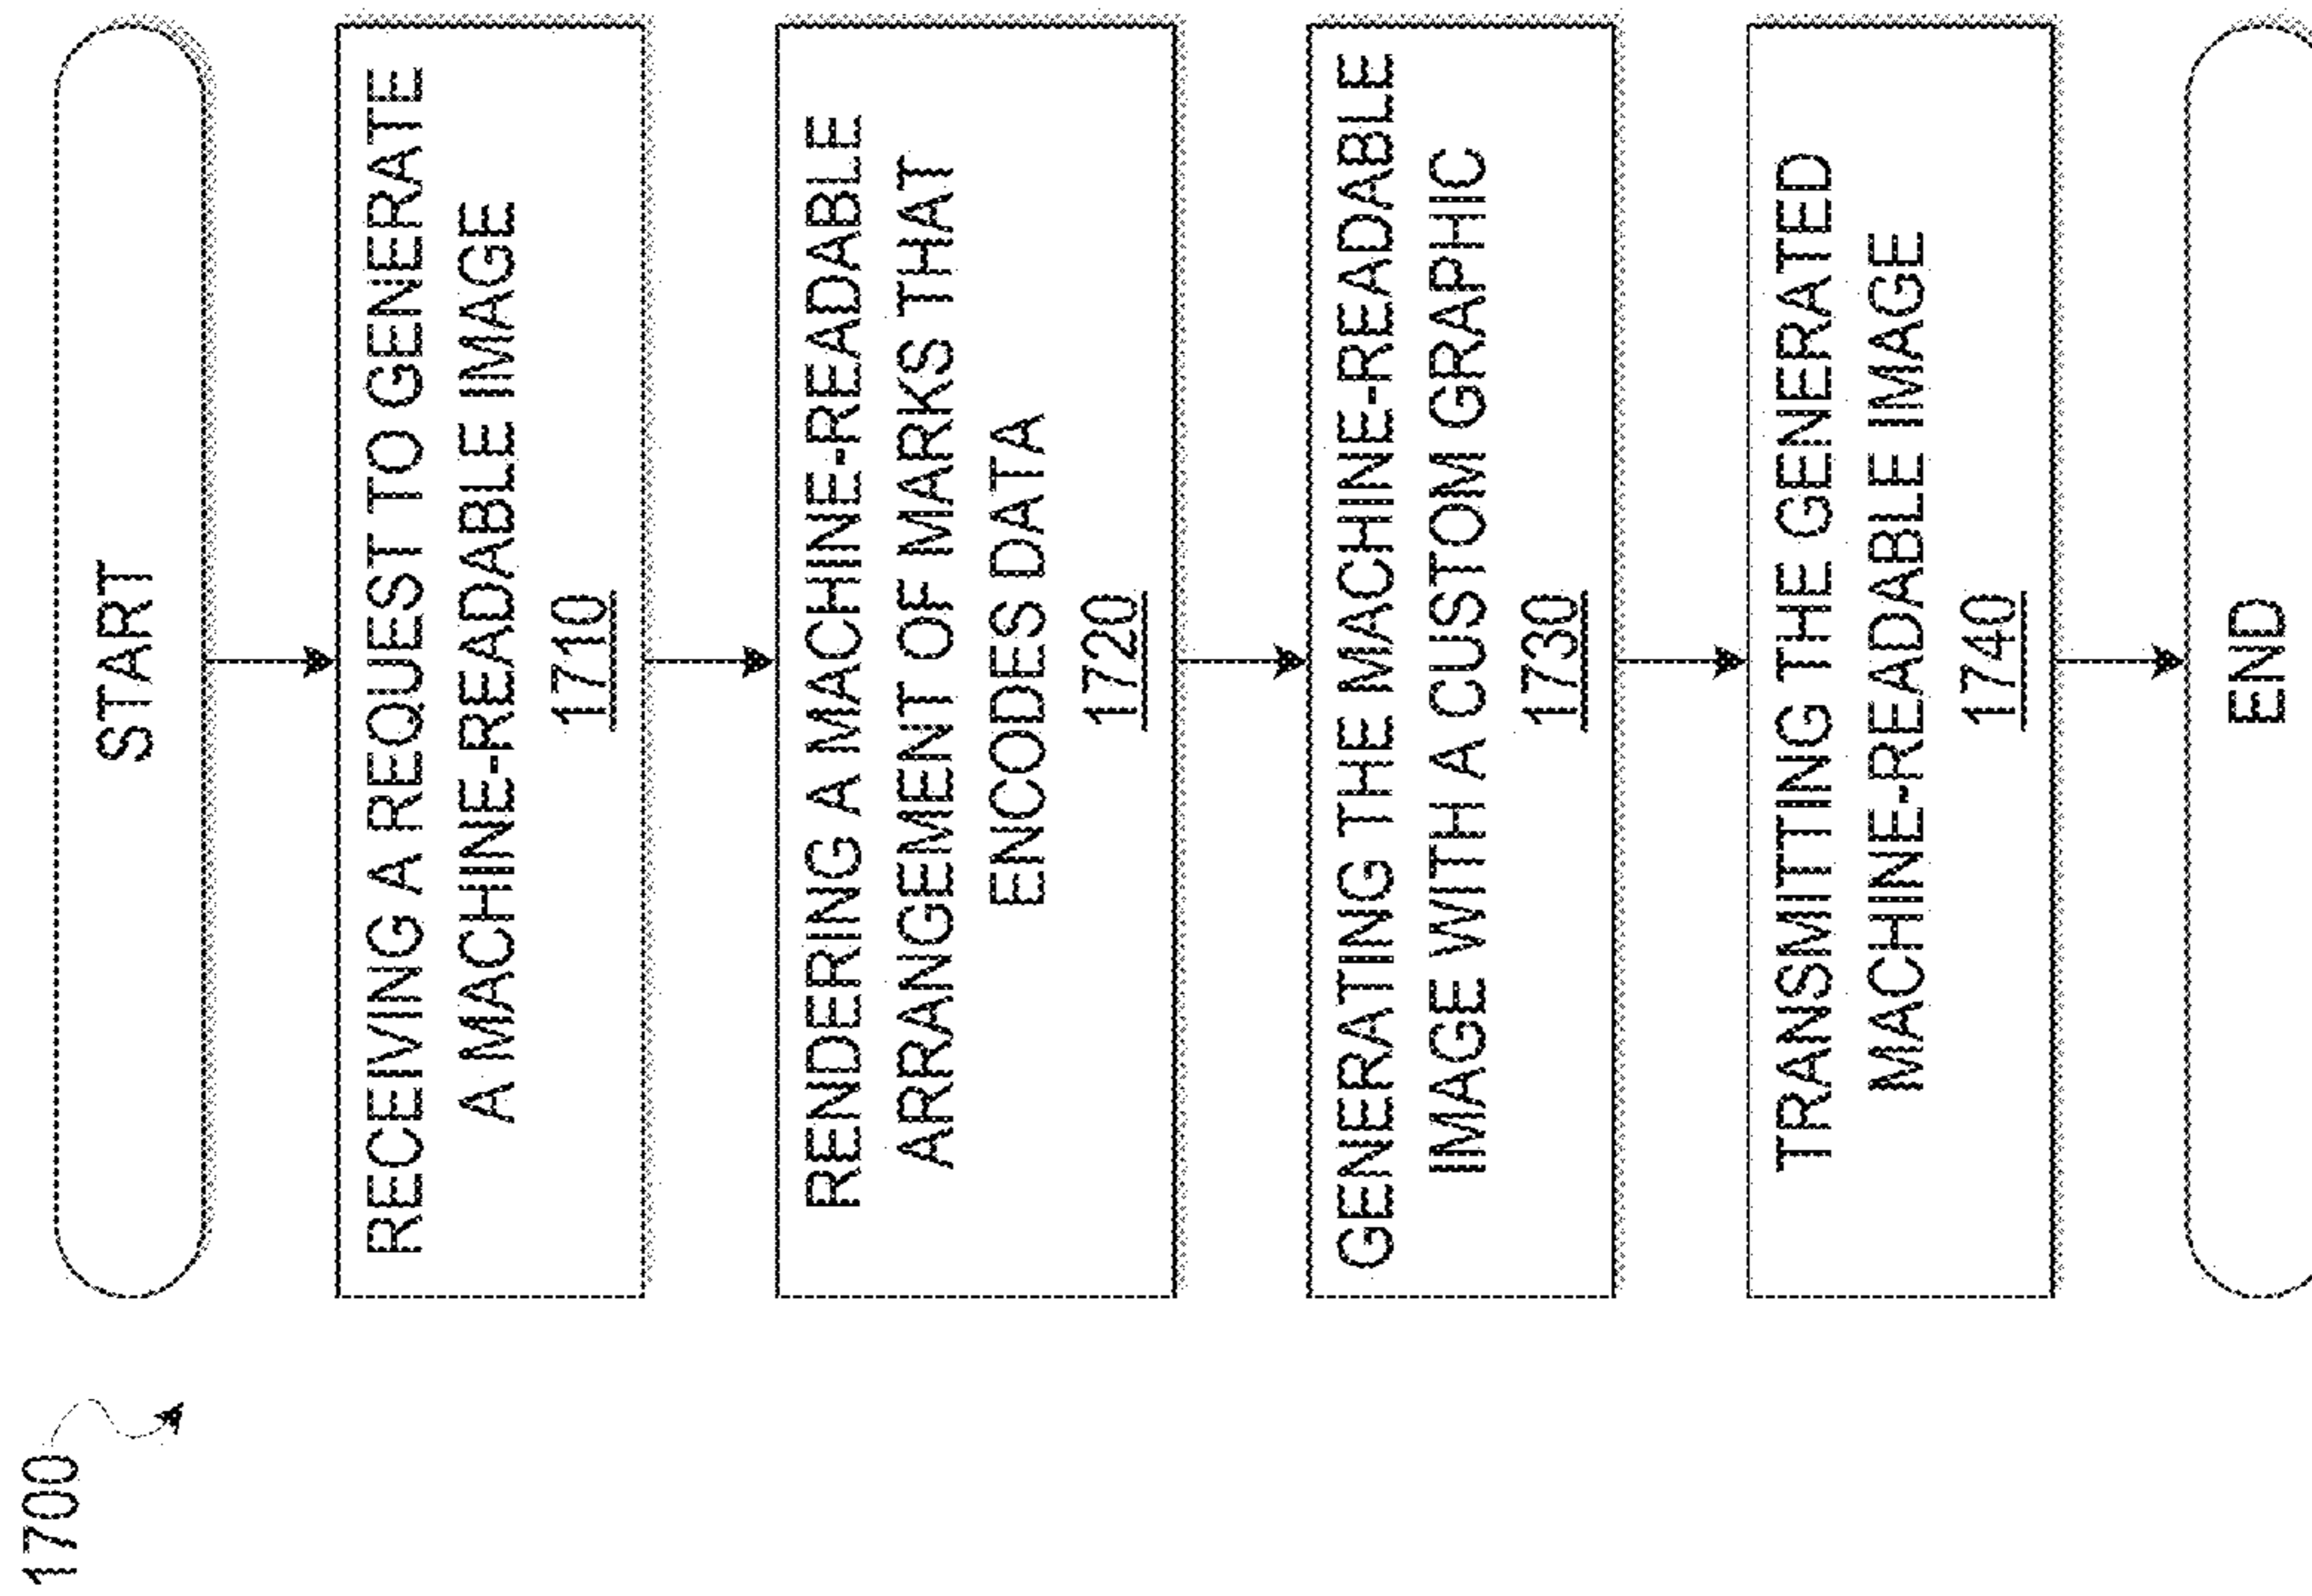 1700
START
RECEIVING A REQUEST TO GENERATE
A MACHINE-READABLE IMAGE
1710
RENDERING A MACHINE-READABLE
ARRANGEMENT OF MARKS THAT
ENCODES DATA
1720
GENERATING THE MACHINE-READABLE
IMAGE WITH A CUSTOM GRAPHIC
1730
TRANSMITTING THE GENERATED
MACHINE-READABLE IMAGE
1740
END